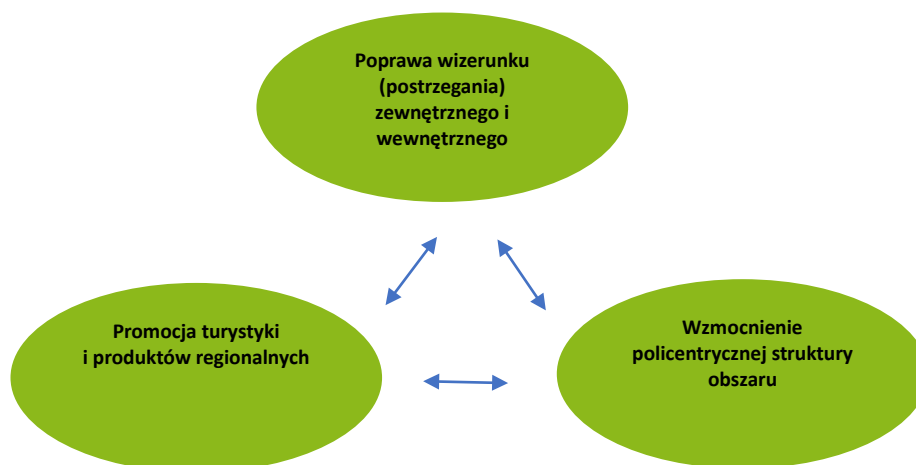 Poprawa wizerunku
(postrzegania)
zewnętrznego i
wewnętrznego
Promocja turystyki
i produktów regionalnych
Wzmocnienie
policentrycznej struktury
obszaru